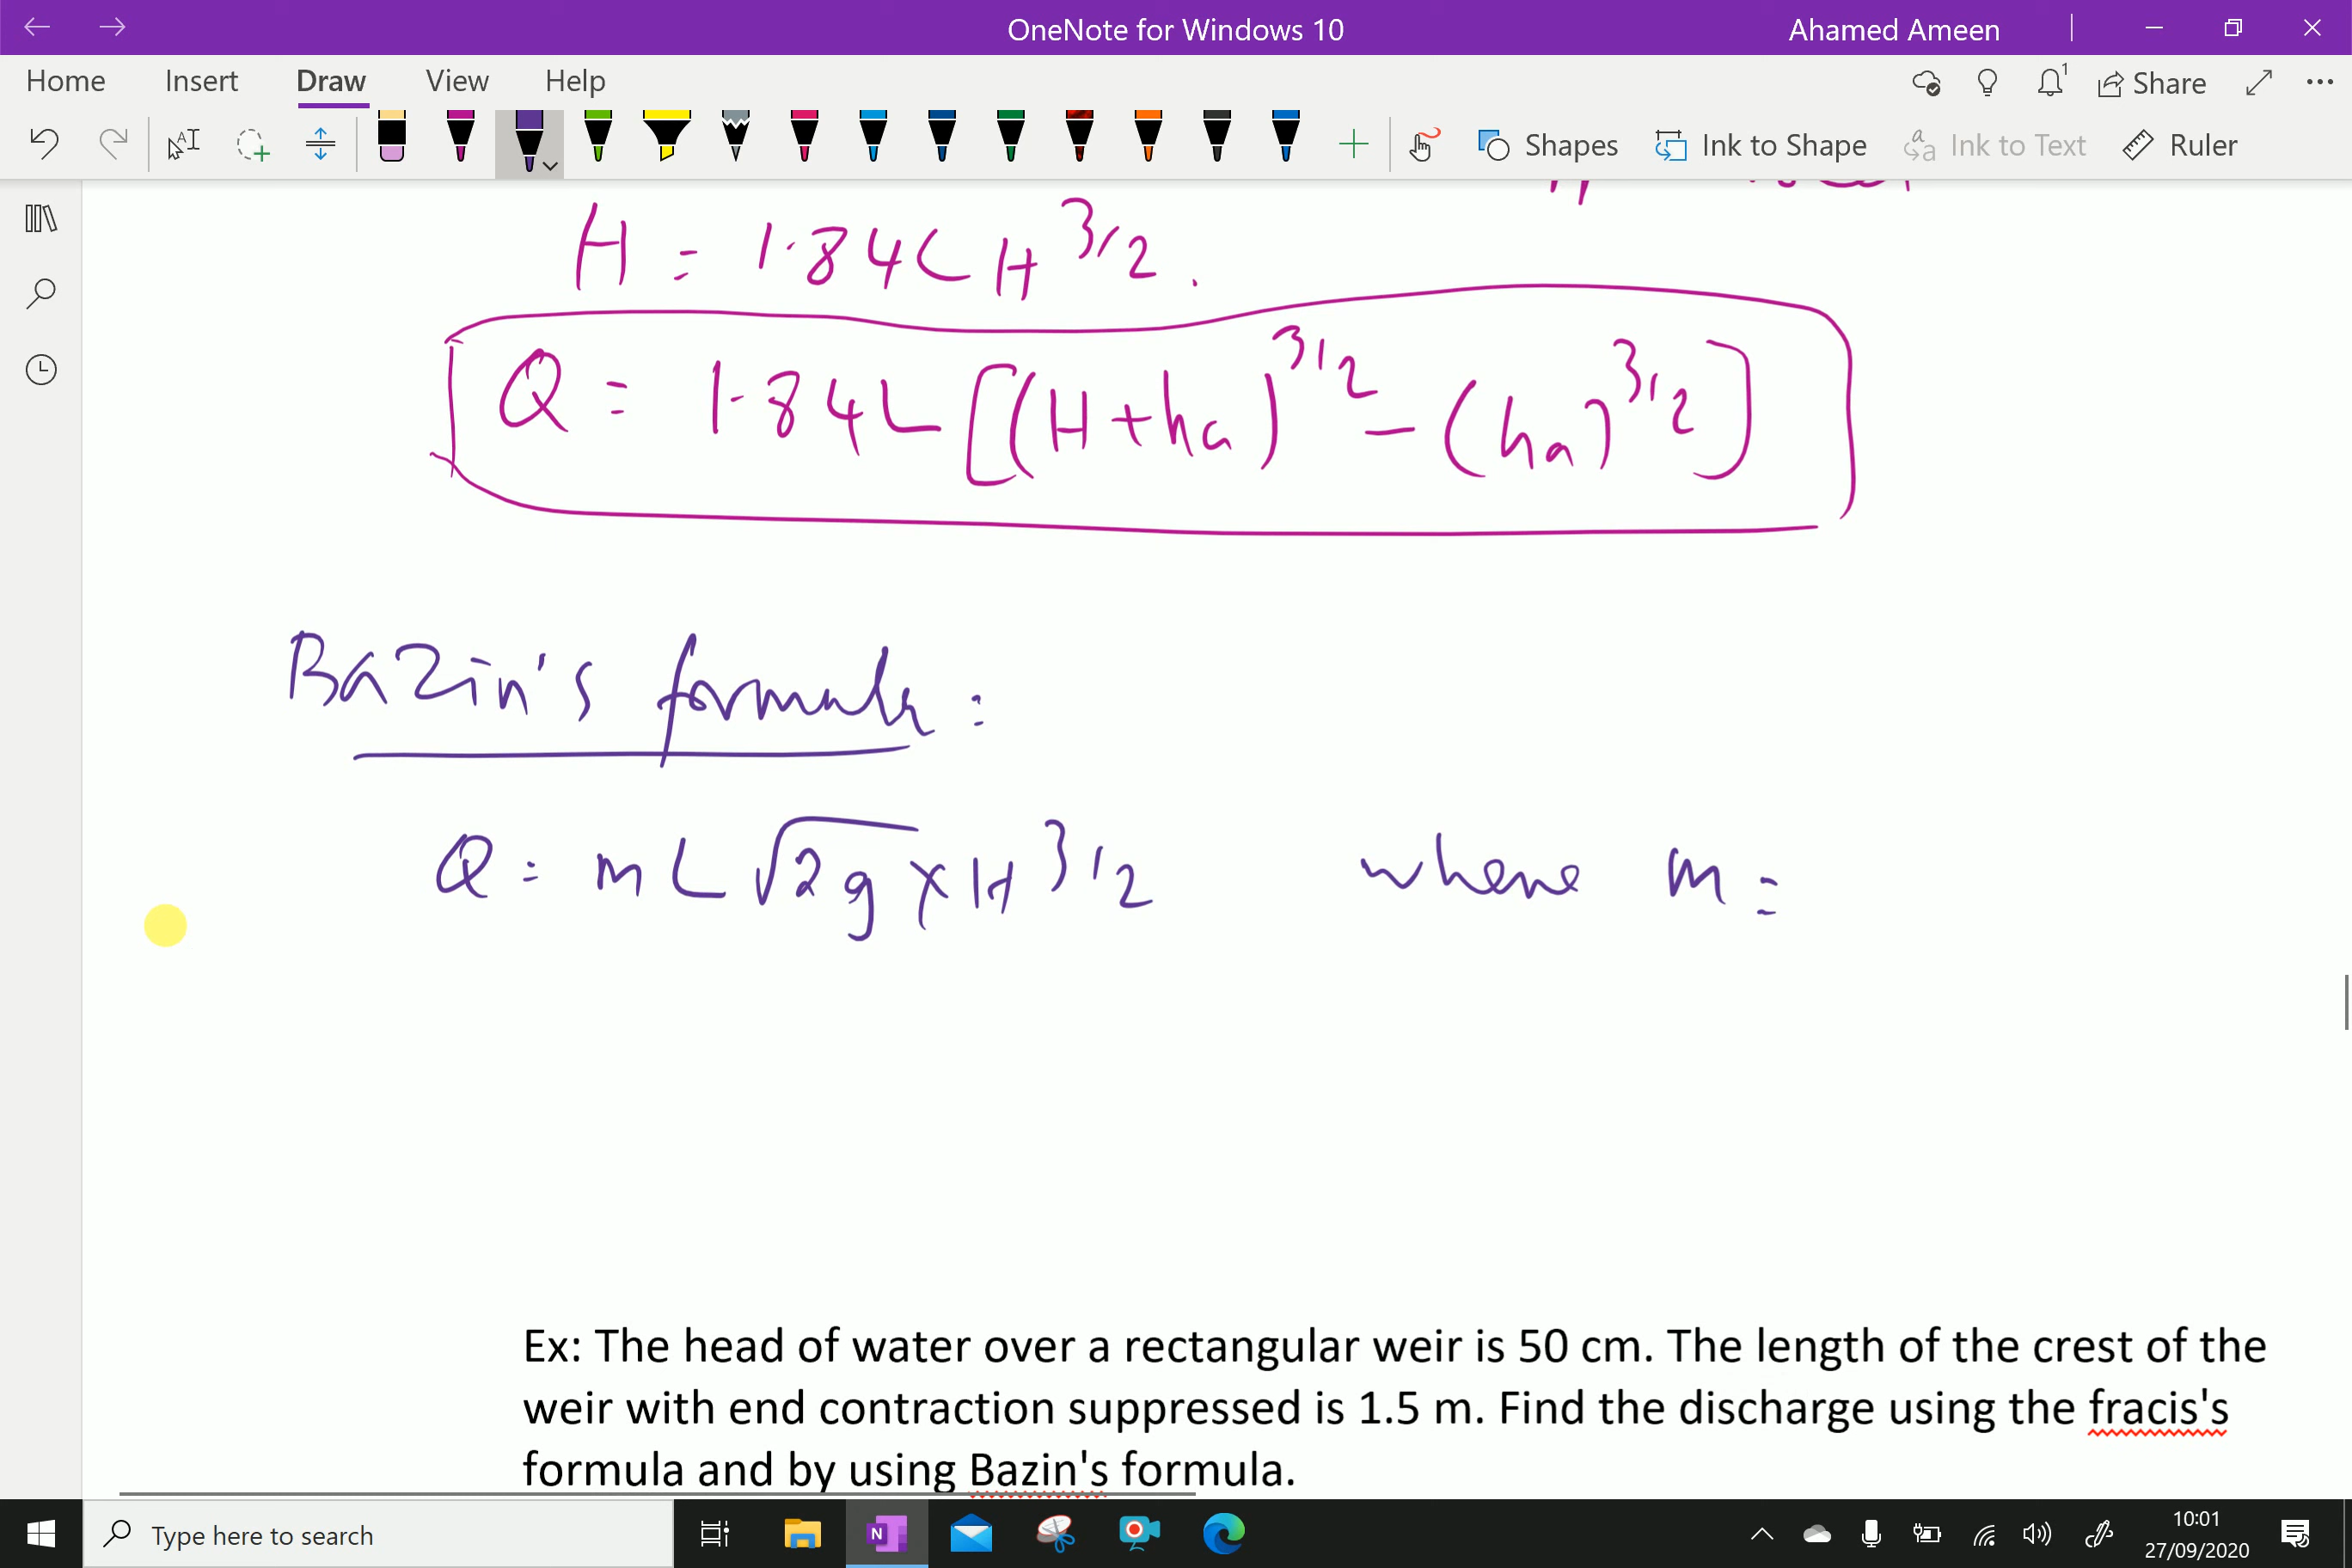 OneNote for Windows 10
Ahamed Ameen
Home Insert Draw View Help
1
Share
Shapes Ink to Shape Ink to Text Ruler
H = 1.84 L H 3/2.
Q = 1.84 L [(H+ha)3/2 - (ha)3/2]
Bazin's formula :
Q = m L √2g x H 3/2 where m =
Ex: The head of water over a rectangular weir is 50 cm. The length of the crest of the
weir with end contraction suppressed is 1.5 m. Find the discharge using the fracis's
formula and by using Bazin's formula.
Type here to search
10:01
27/09/2020